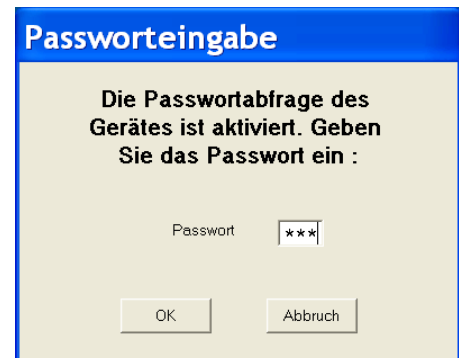 Passworteingabe
Die Passwortabfrage des
Gerätes ist aktiviert. Geben
Sie das Passwort ein :
Passwort ***
OK Abbruch